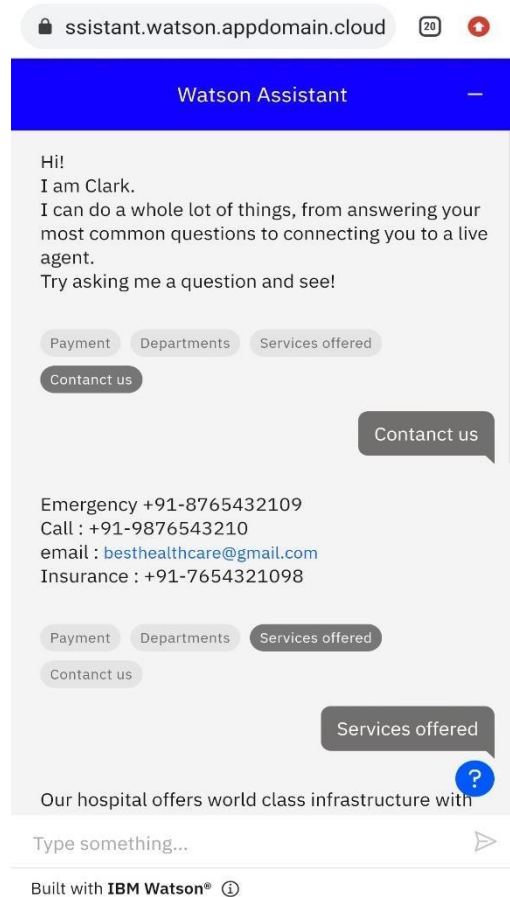 ssistant.watson.appdomain.cloud 20
Watson Assistant
Hi!
I am Clark.
I can do a whole lot of things, from answering your
most common questions to connecting you to a live
agent.
Try asking me a question and see!
Payment Departments Services offered
Contanct us
Contanct us
Emergency +91-8765432109
Call : +91-9876543210
email : besthealthcare@gmail.com
Insurance : +91-7654321098
Payment Departments Services offered
Contanct us
Services offered
?
Our hospital offers world class infrastructure with
Type something...
Built with IBM Watson® i